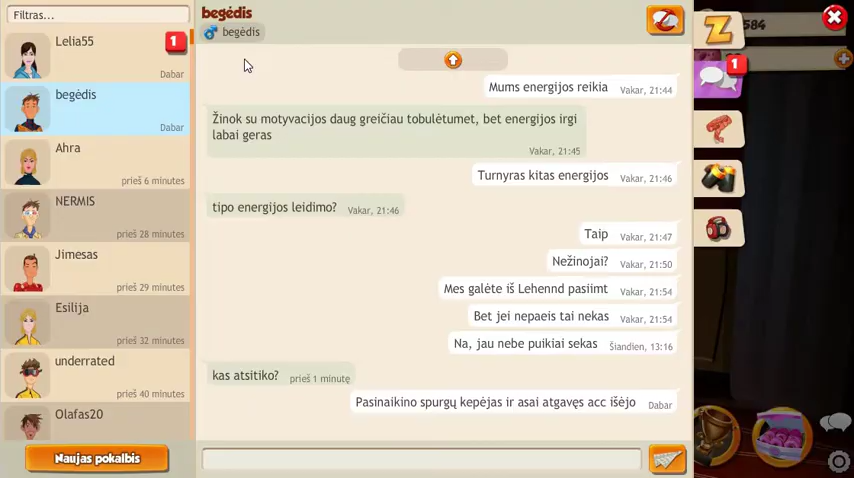 Filtras...
Lelia55
1
Dabar
begėdis
Dabar
Ahra
prieš 6 minutes
NERMIS
prieš 28 minutes
Jimesas
prieš 29 minutes
Esilija
prieš 32 minutes
underrated
prieš 40 minutes
Olafas20
Naujas pokalbis
begėdis
begėdis
Mums energijos reikia Vakar, 21:44
Žinok su motyvacijos daug greičiau tobulėtumet, bet energijos irgi
labai geras
Vakar, 21:45
Turnyras kitas energijos Vakar, 21:46
tipo energijos leidimo? Vakar, 21:46
Taip Vakar, 21:47
Nežinojai? Vakar, 21:50
Mes galėte iš Lehennd pasiimt Vakar, 21:54
Bet jei nepaeis tai nekas Vakar, 21:54
Na, jau nebe puikiai sekas Šiandien, 13:16
kas atsitiko? prieš 1 minutę
Pasinaikino spurgų kepėjas ir asai atgavęs acc išėjo Dabar
Z
584
1